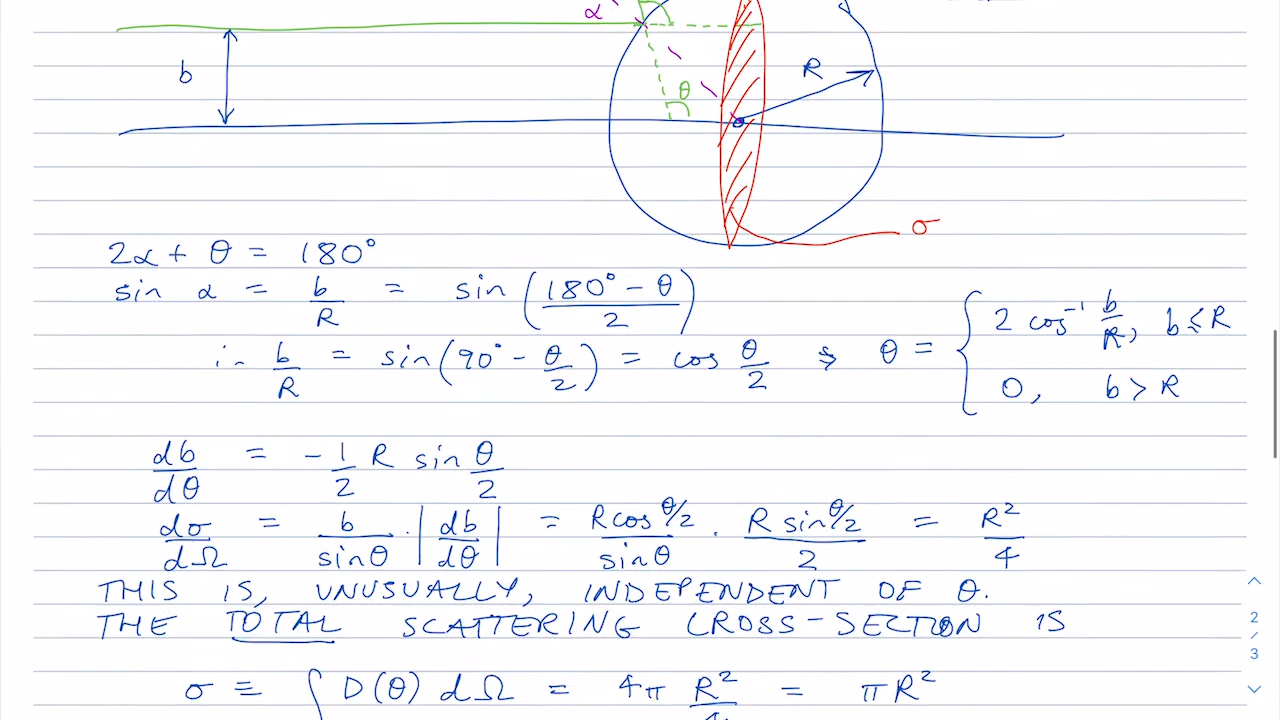 α
b
θ
R
σ
2α + θ = 180°
sin α = b/R = sin((180° - θ)/2)
b/R = sin(90° - θ/2) = cos θ/2 θ = { 2 cos⁻¹ b/R, b ≤ R
0, b > R
db/dθ = -1/2 R sin θ/2
dσ/dΩ = b/sinθ · |db/dθ| = R cos θ/2 / sinθ · R sin θ/2 / 2 = R²/4
THIS IS, UNUSUALLY, INDEPENDENT OF θ.
THE TOTAL SCATTERING CROSS-SECTION IS
σ ≡ ∫ D(θ) dΩ = 4π R²/4 = πR²
2
/
3